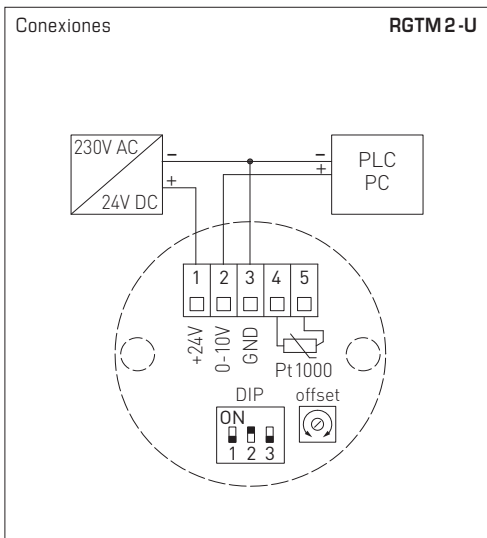 Conexiones RGTM 2 -U
230V AC
24V DC
–
+
–
+
PLC
PC
1 2 3 4 5
+24V
0-10V
GND
Pt1000
DIP
offset
ON
1 2 3